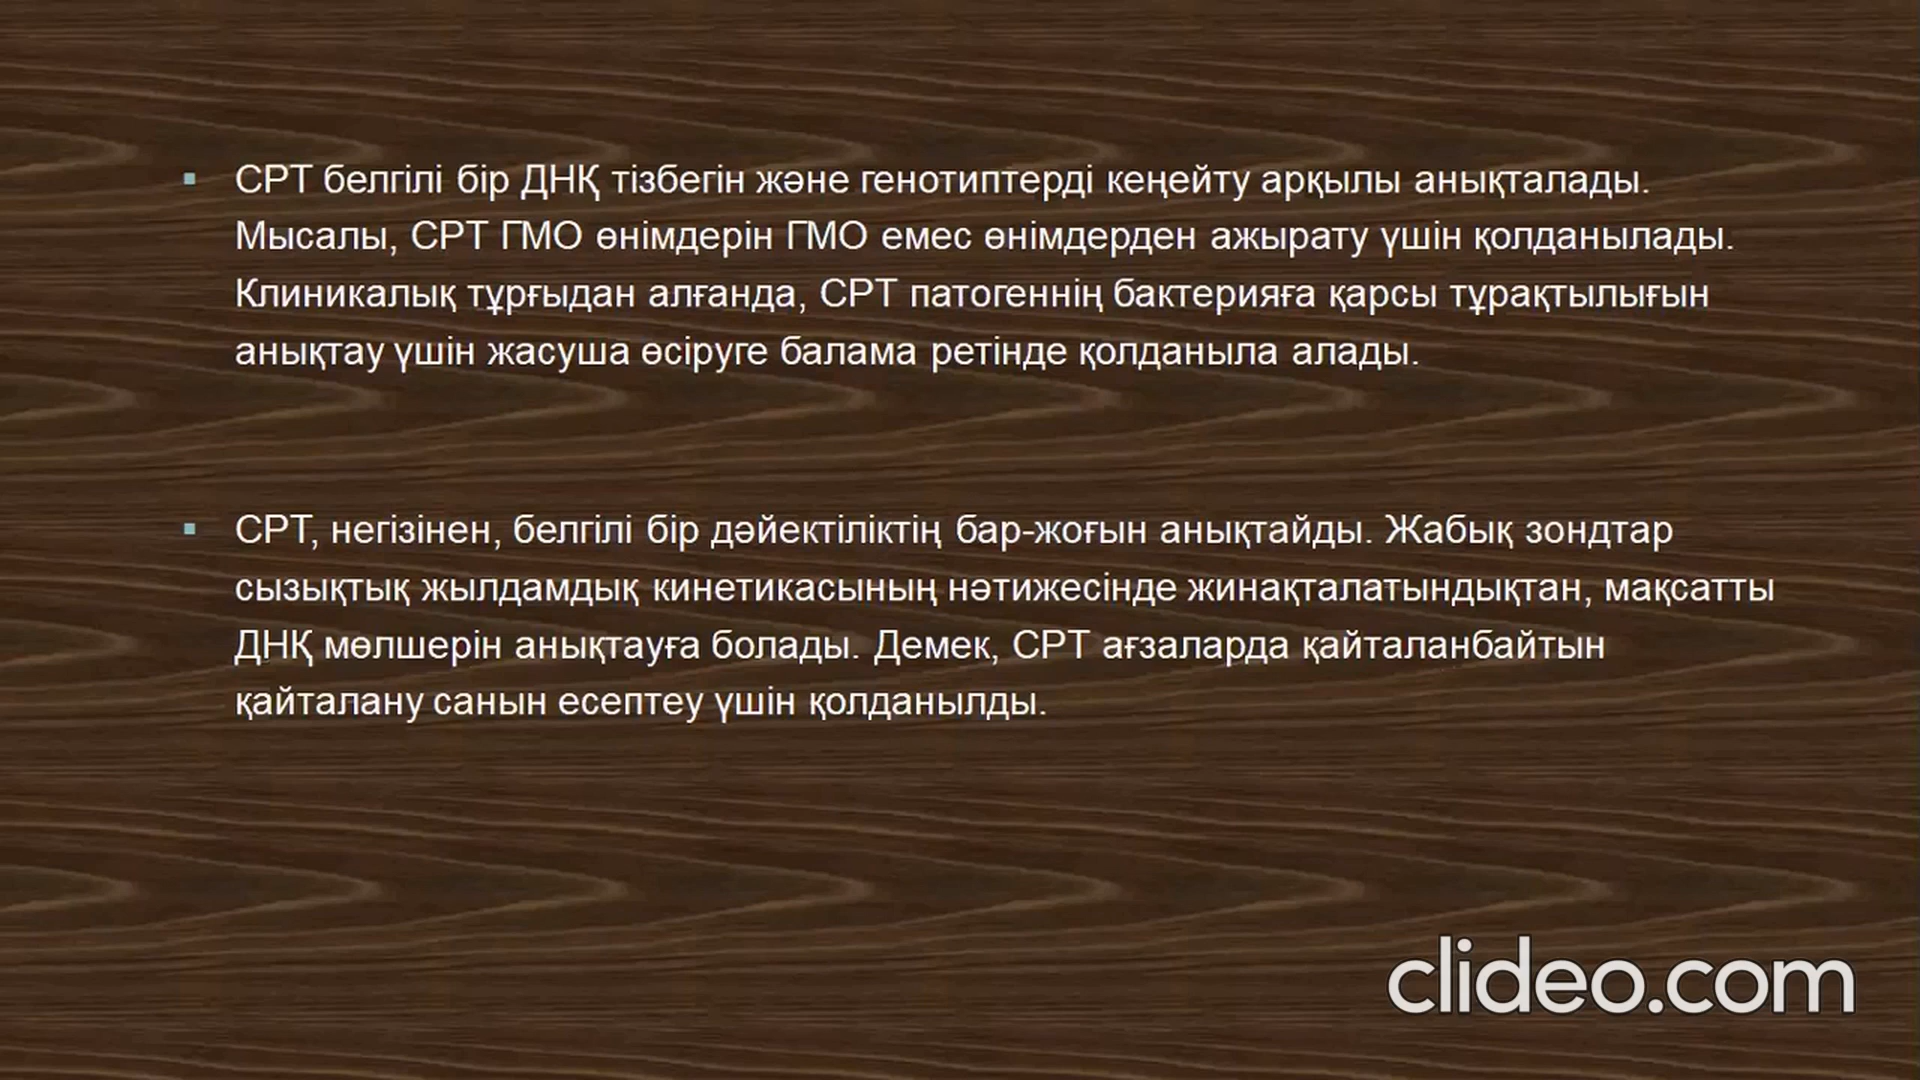 ▪ СРТ белгілі бір ДНҚ тізбегін және генотиптерді кеңейту арқылы анықталады.
Мысалы, СРТ ГМО өнімдерін ГМО емес өнімдерден ажырату үшін қолданылады.
Клиникалық тұрғыдан алғанда, СРТ патогеннің бактерияға қарсы тұрақтылығын
анықтау үшін жасуша өсіруге балама ретінде қолданыла алады.
▪ СРТ, негізінен, белгілі бір дәйектіліктің бар-жоғын анықтайды. Жабық зондтар
сызықтық жылдамдық кинетикасының нәтижесінде жинақталатындықтан, мақсатты
ДНҚ мөлшерін анықтауға болады. Демек, СРТ ағзаларда қайталанбайтын
қайталану санын есептеу үшін қолданылды.
clideo.com